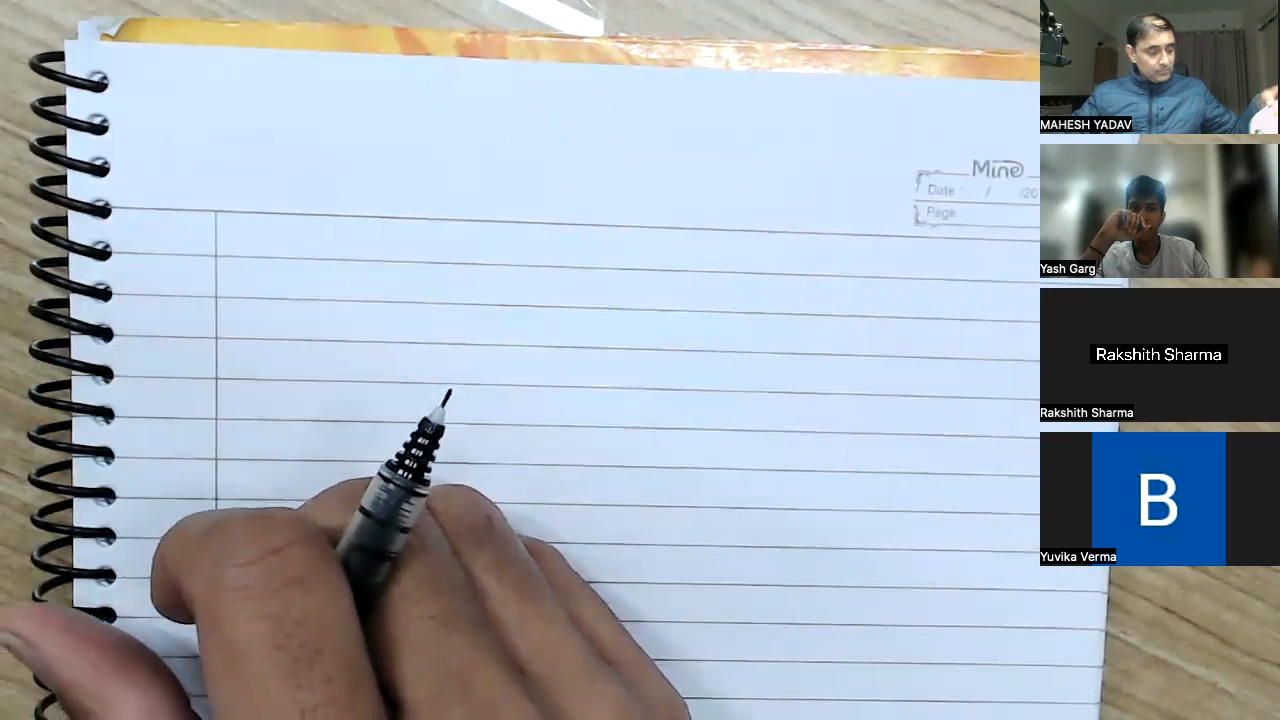 Mine
Date : / /20
Page :
MAHESH YADAV
Yash Garg
Rakshith Sharma
Rakshith Sharma
B
Yuvika Verma